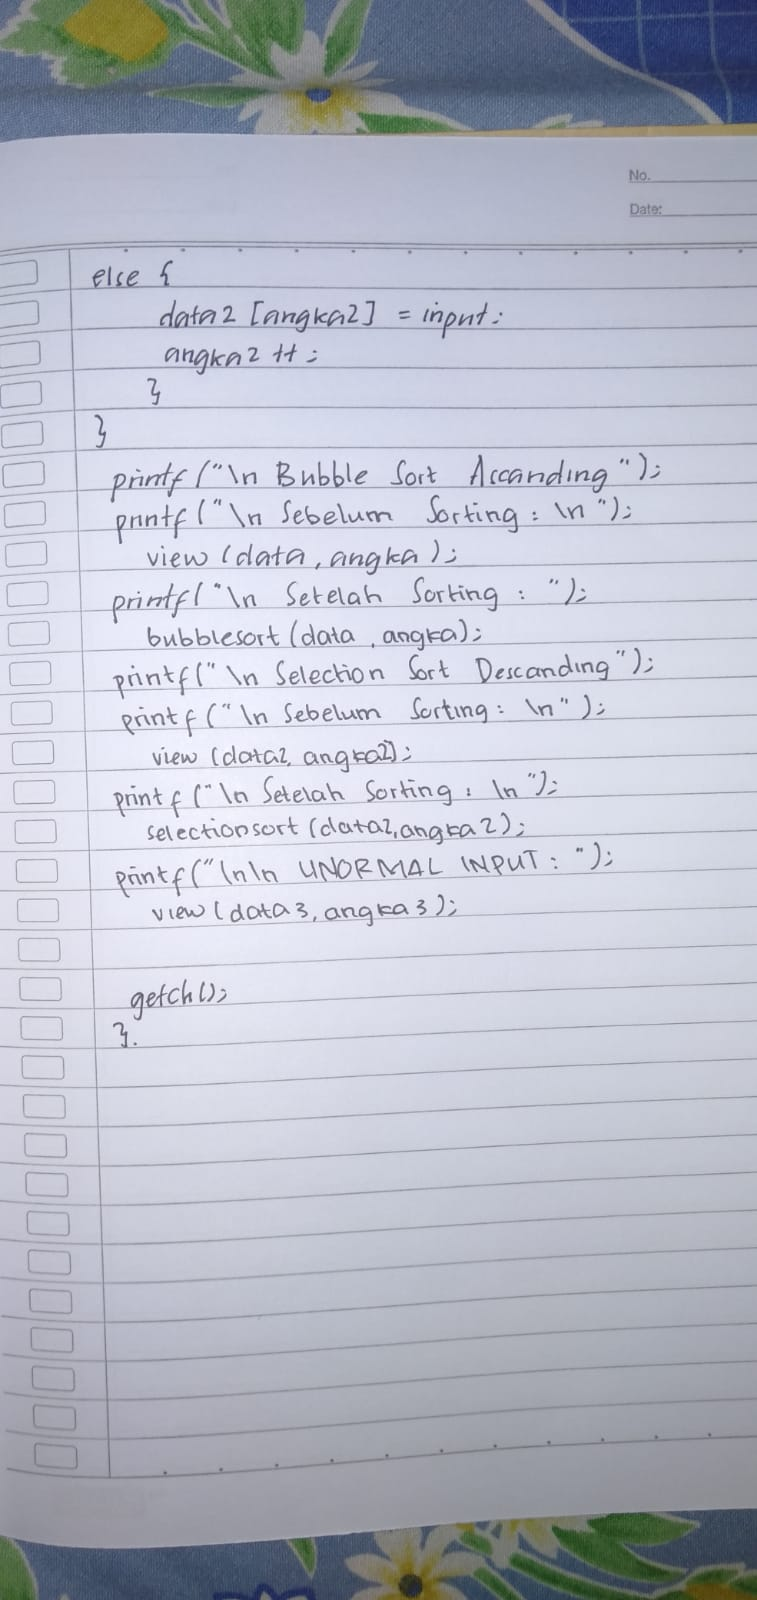 No.
Date:
else {
data2 [angka2] = input;
angka2 ++;
}
}
printf ("\n Bubble Sort Accanding");
printf ("\n Sebelum Sorting : \n");
view (data, angka);
printf("\n Setelah Sorting : ");
bubblesort (data, angka);
printf("\n Selection Sort Descanding");
printf ("\n Sebelum Sorting : \n");
view (data2, angka2);
printf ("\n Setelah Sorting : \n");
selectionsort (data2, angka2);
printf("\n\n UNORMAL INPUT : ");
view (data3, angka3);
getch();
}.